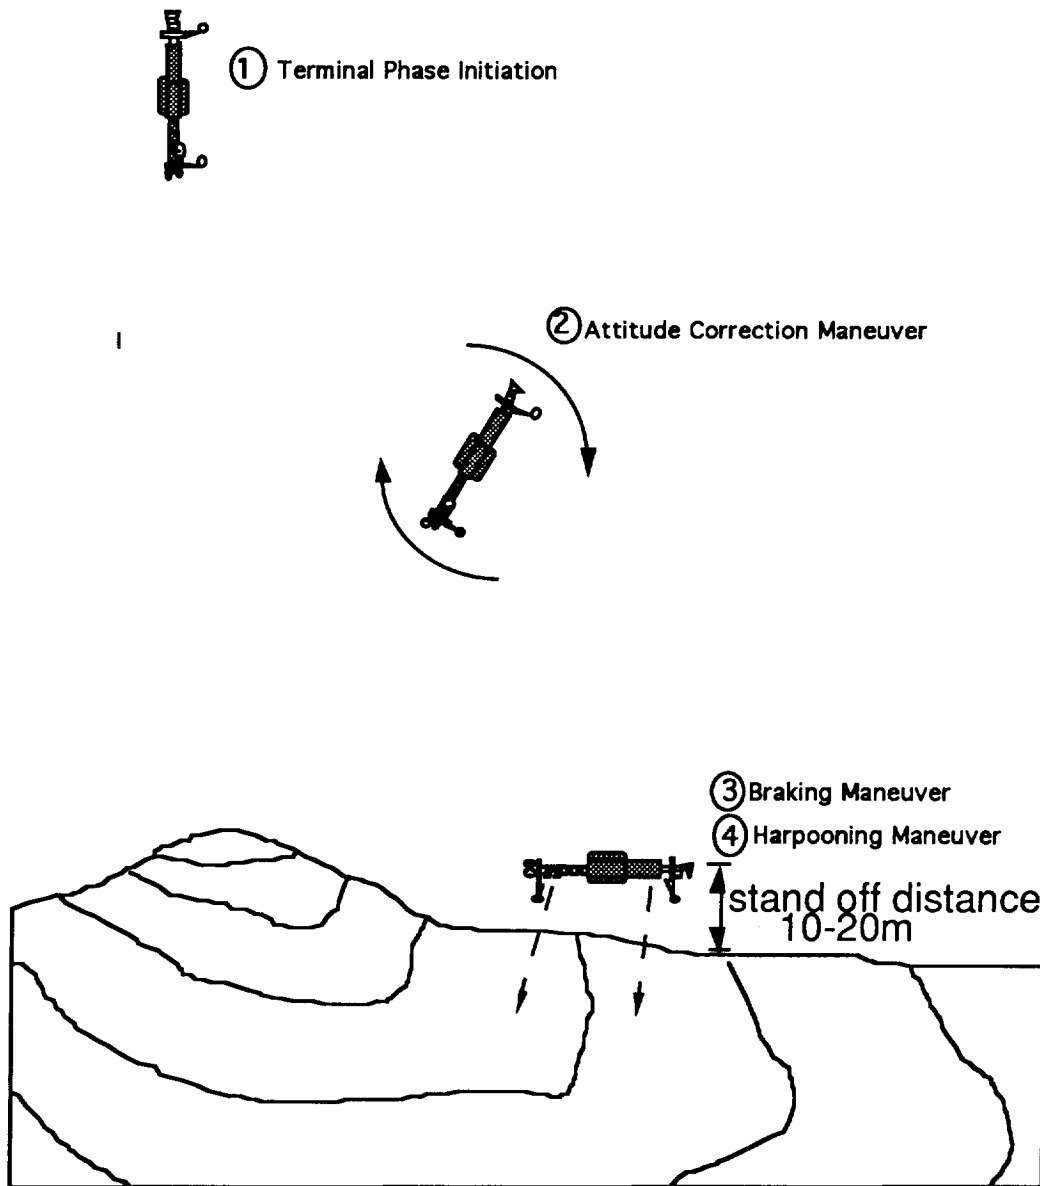 1 Terminal Phase Initiation
2 Attitude Correction Maneuver
3 Braking Maneuver
4 Harpooning Maneuver
stand off distance
10-20m